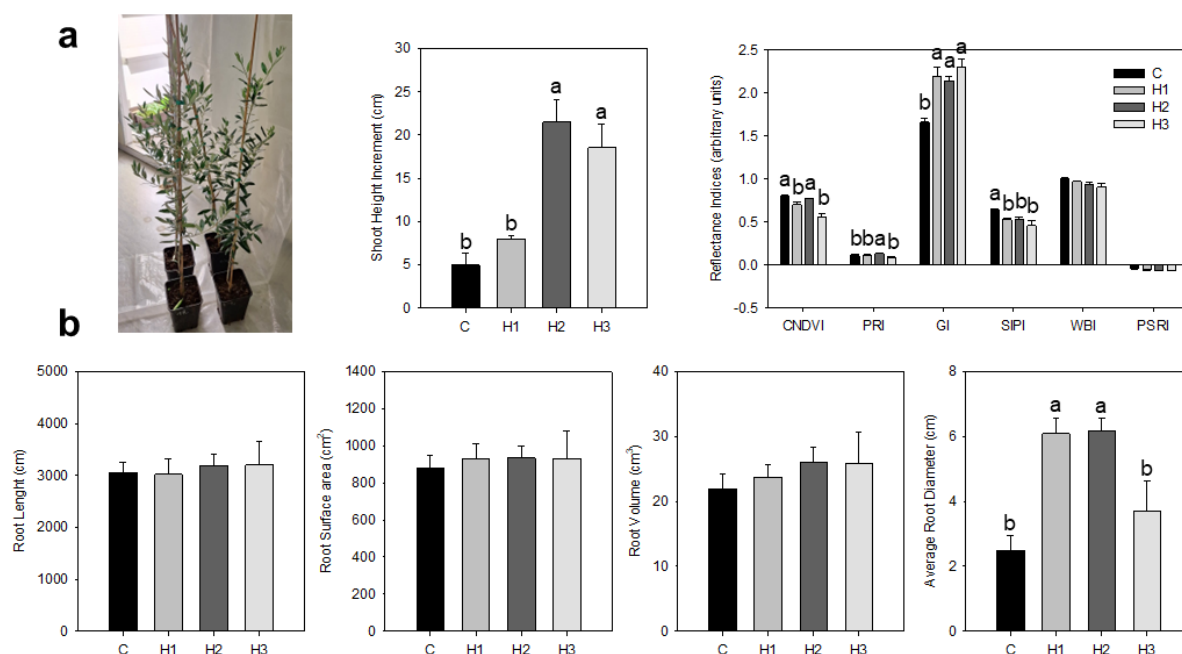 a
Shoot Height Increment (cm)
30
25
20
15
10
5
0
b
b
a
a
C
H1
H2
H3
Reflectance Indices (arbitrary units)
2.5
2.0
1.5
1.0
0.5
0.0
-0.5
C
H1
H2
H3
a b a b
b b a b
b a a a
a b b b
CNDVI
PRI
GI
SIPI
WBI
PSRI
b
Root Lenght (cm)
5000
4000
3000
2000
1000
0
C
H1
H2
H3
Root Surface area (cm²)
1400
1200
1000
800
600
400
200
0
C
H1
H2
H3
Root Volume (cm³)
40
30
20
10
0
C
H1
H2
H3
Average Root Diameter (cm)
8
6
4
2
0
b
a
a
b
C
H1
H2
H3